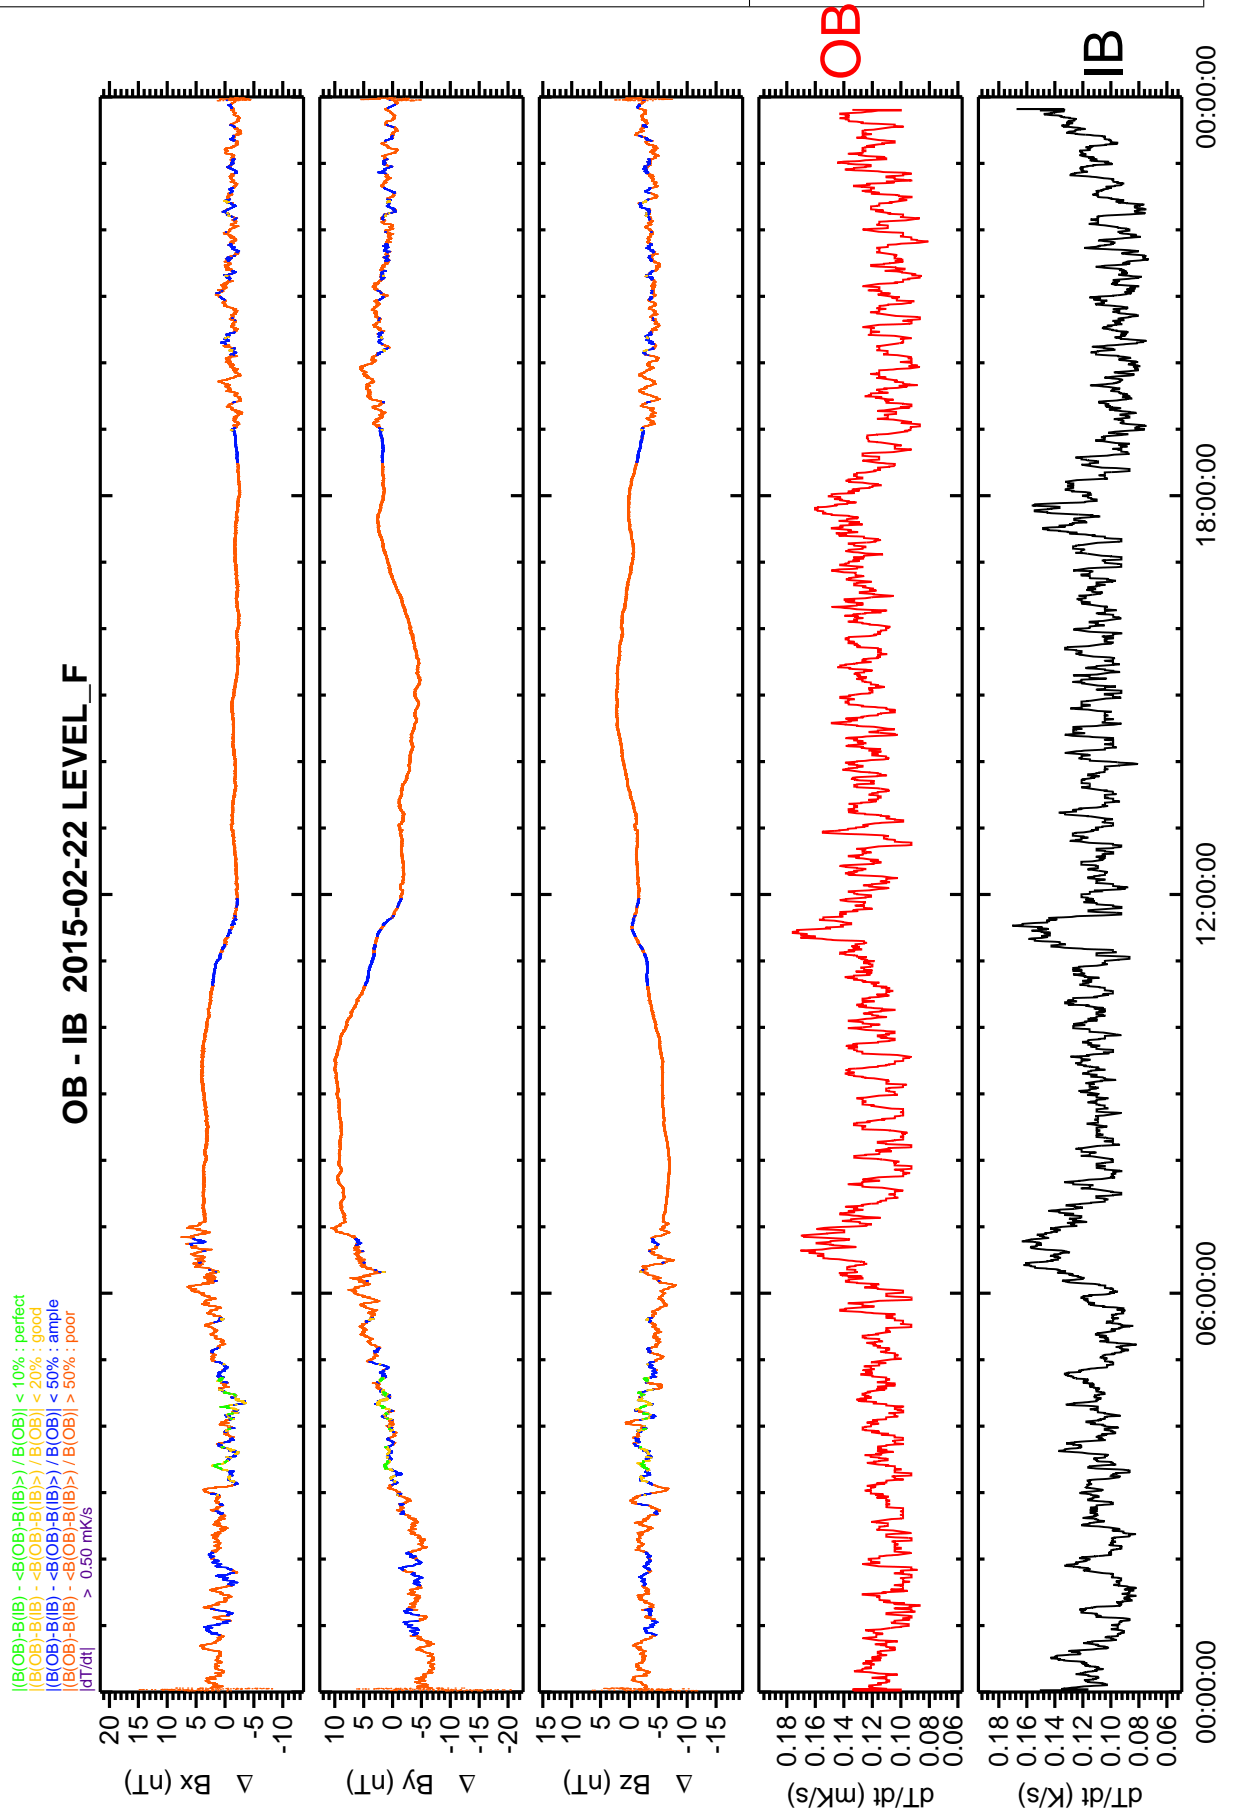 |(B(OB)-B(IB) - <B(OB)-B(IB)>) / B(OB)| < 10% : perfect
|(B(OB)-B(IB) - <B(OB)-B(IB)>) / B(OB)| < 20% : good
|(B(OB)-B(IB) - <B(OB)-B(IB)>) / B(OB)| < 50% : ample
|(B(OB)-B(IB) - <B(OB)-B(IB)>) / B(OB)| > 50% : poor
|dT/dt| > 0.50 mK/s
OB - IB 2015-02-22 LEVEL_F
Δ Bx (nT)
20
15
10
5
0
-5
-10
Δ By (nT)
10
5
0
-5
-10
-15
-20
Δ Bz (nT)
15
10
5
0
-5
-10
-15
dT/dt (mK/s)
0.18
0.16
0.14
0.12
0.10
0.08
0.06
OB
dT/dt (K/s)
0.18
0.16
0.14
0.12
0.10
0.08
0.06
IB
00:00:00 06:00:00 12:00:00 18:00:00 00:00:00